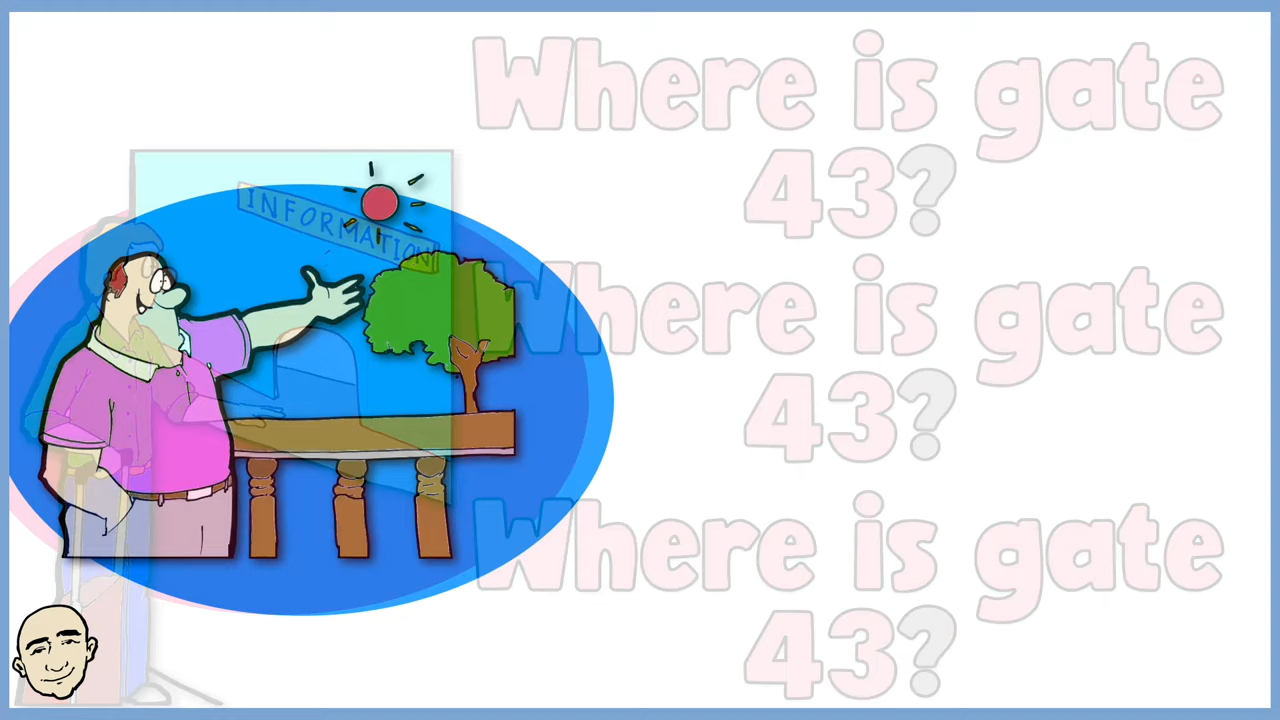 Where is gate
43?
INFORMATION
Where is gate
43?
Where is gate
43?